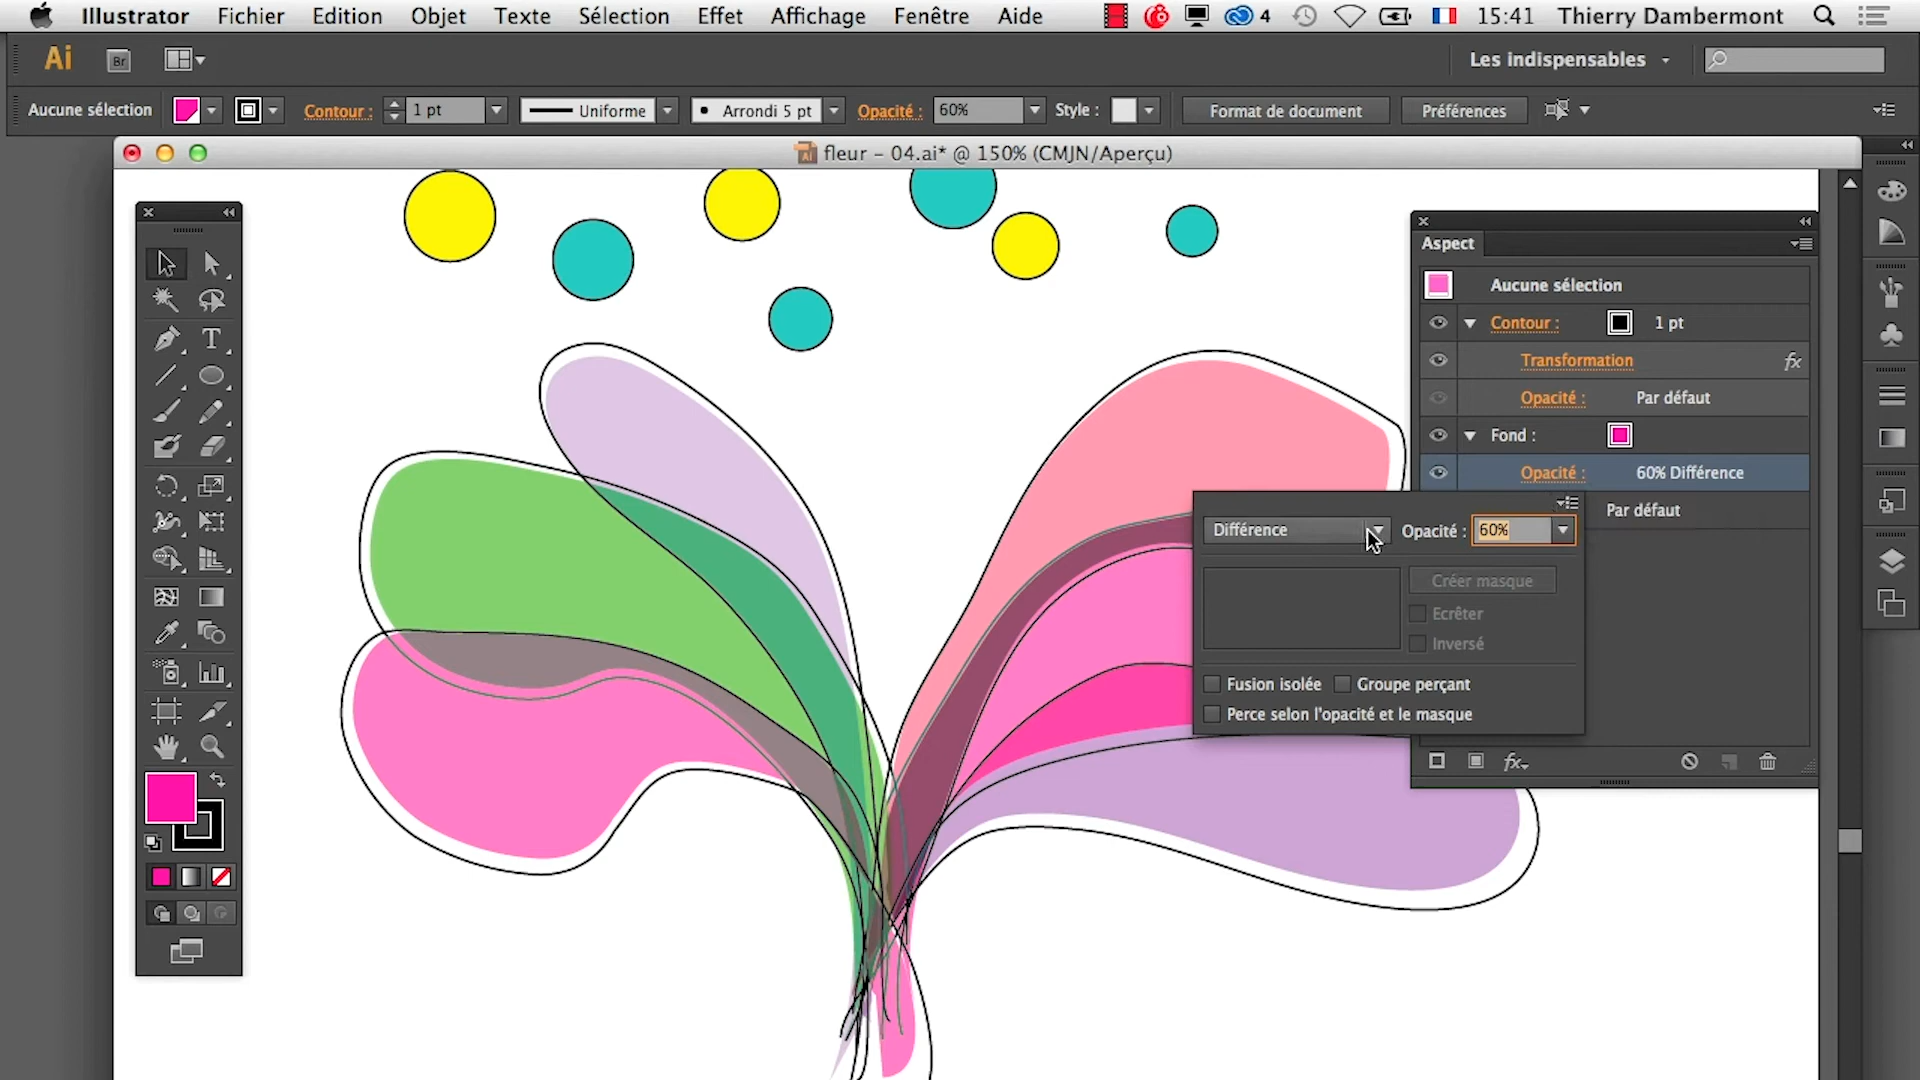 Illustrator Fichier Edition Objet Texte Sélection Effet Affichage Fenêtre Aide 4 15:41 Thierry Dambermont
Ai Br Les indispensables
Aucune sélection Contour : 1 pt Uniforme Arrondi 5 pt Opacité : 60% Style : Format de document Préférences
fleur – 04.ai* @ 150% (CMJN/Aperçu)
Aspect
Aucune sélection
Contour : 1 pt
Transformation fx
Opacité : Par défaut
Fond :
Opacité : 60% Différence
Par défaut
Différence Opacité : 60%
Créer masque
Ecrêter
Inversé
Fusion isolée Groupe perçant
Perce selon l'opacité et le masque
fx
T